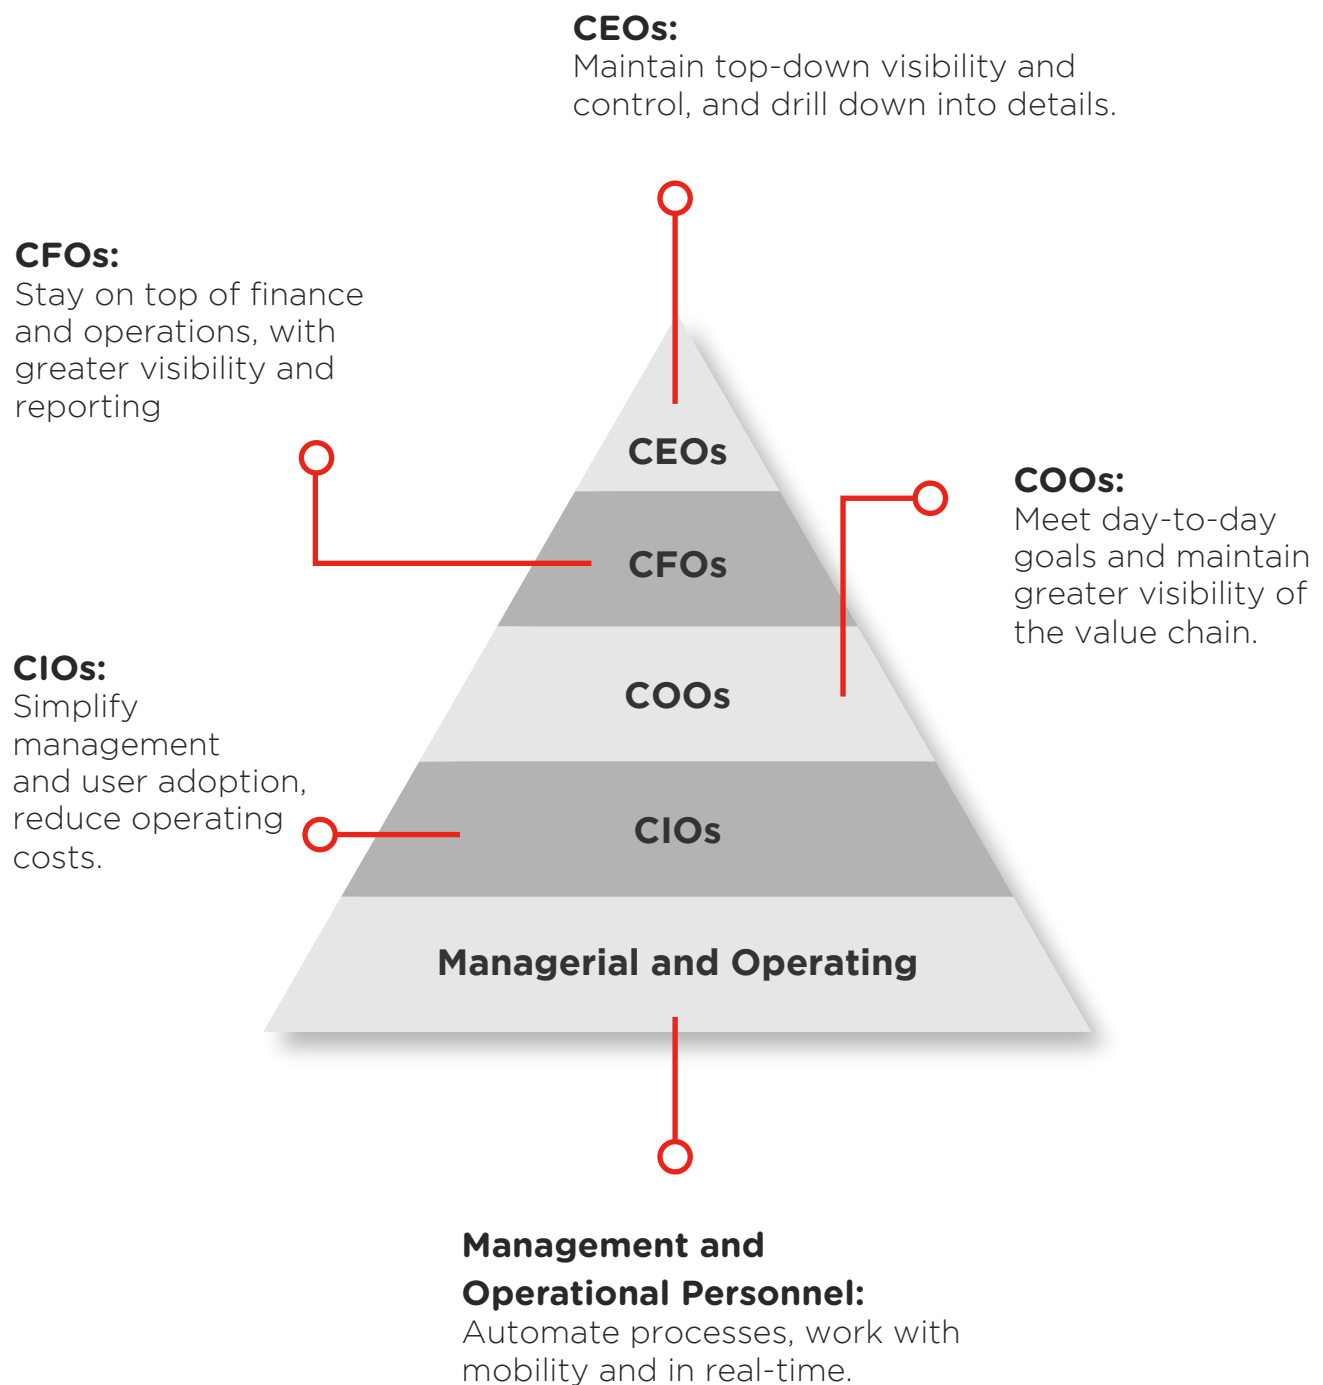 CEOs:
Maintain top-down visibility and
control, and drill down into details.
CFOs:
Stay on top of finance
and operations, with
greater visibility and
reporting
CEOs
COOs:
Meet day-to-day
goals and maintain
greater visibility of
the value chain.
CFOs
CIOs:
Simplify
management
and user adoption,
reduce operating
costs.
COOs
CIOs
Managerial and Operating
Management and
Operational Personnel:
Automate processes, work with
mobility and in real-time.